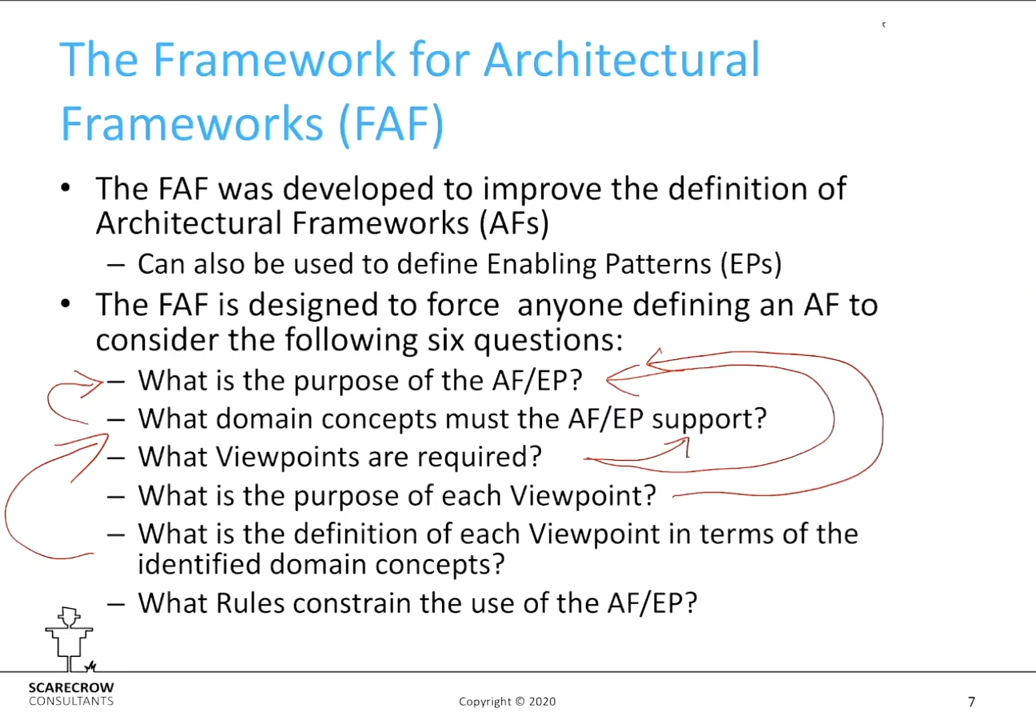 The Framework for Architectural
Frameworks (FAF)
• The FAF was developed to improve the definition of
Architectural Frameworks (AFs)
– Can also be used to define Enabling Patterns (EPs)
• The FAF is designed to force  anyone defining an AF to
consider the following six questions:
– What is the purpose of the AF/EP?
– What domain concepts must the AF/EP support?
– What Viewpoints are required?
– What is the purpose of each Viewpoint?
– What is the definition of each Viewpoint in terms of the
identified domain concepts?
– What Rules constrain the use of the AF/EP?
SCARECROW
CONSULTANTS
Copyright © 2020
7